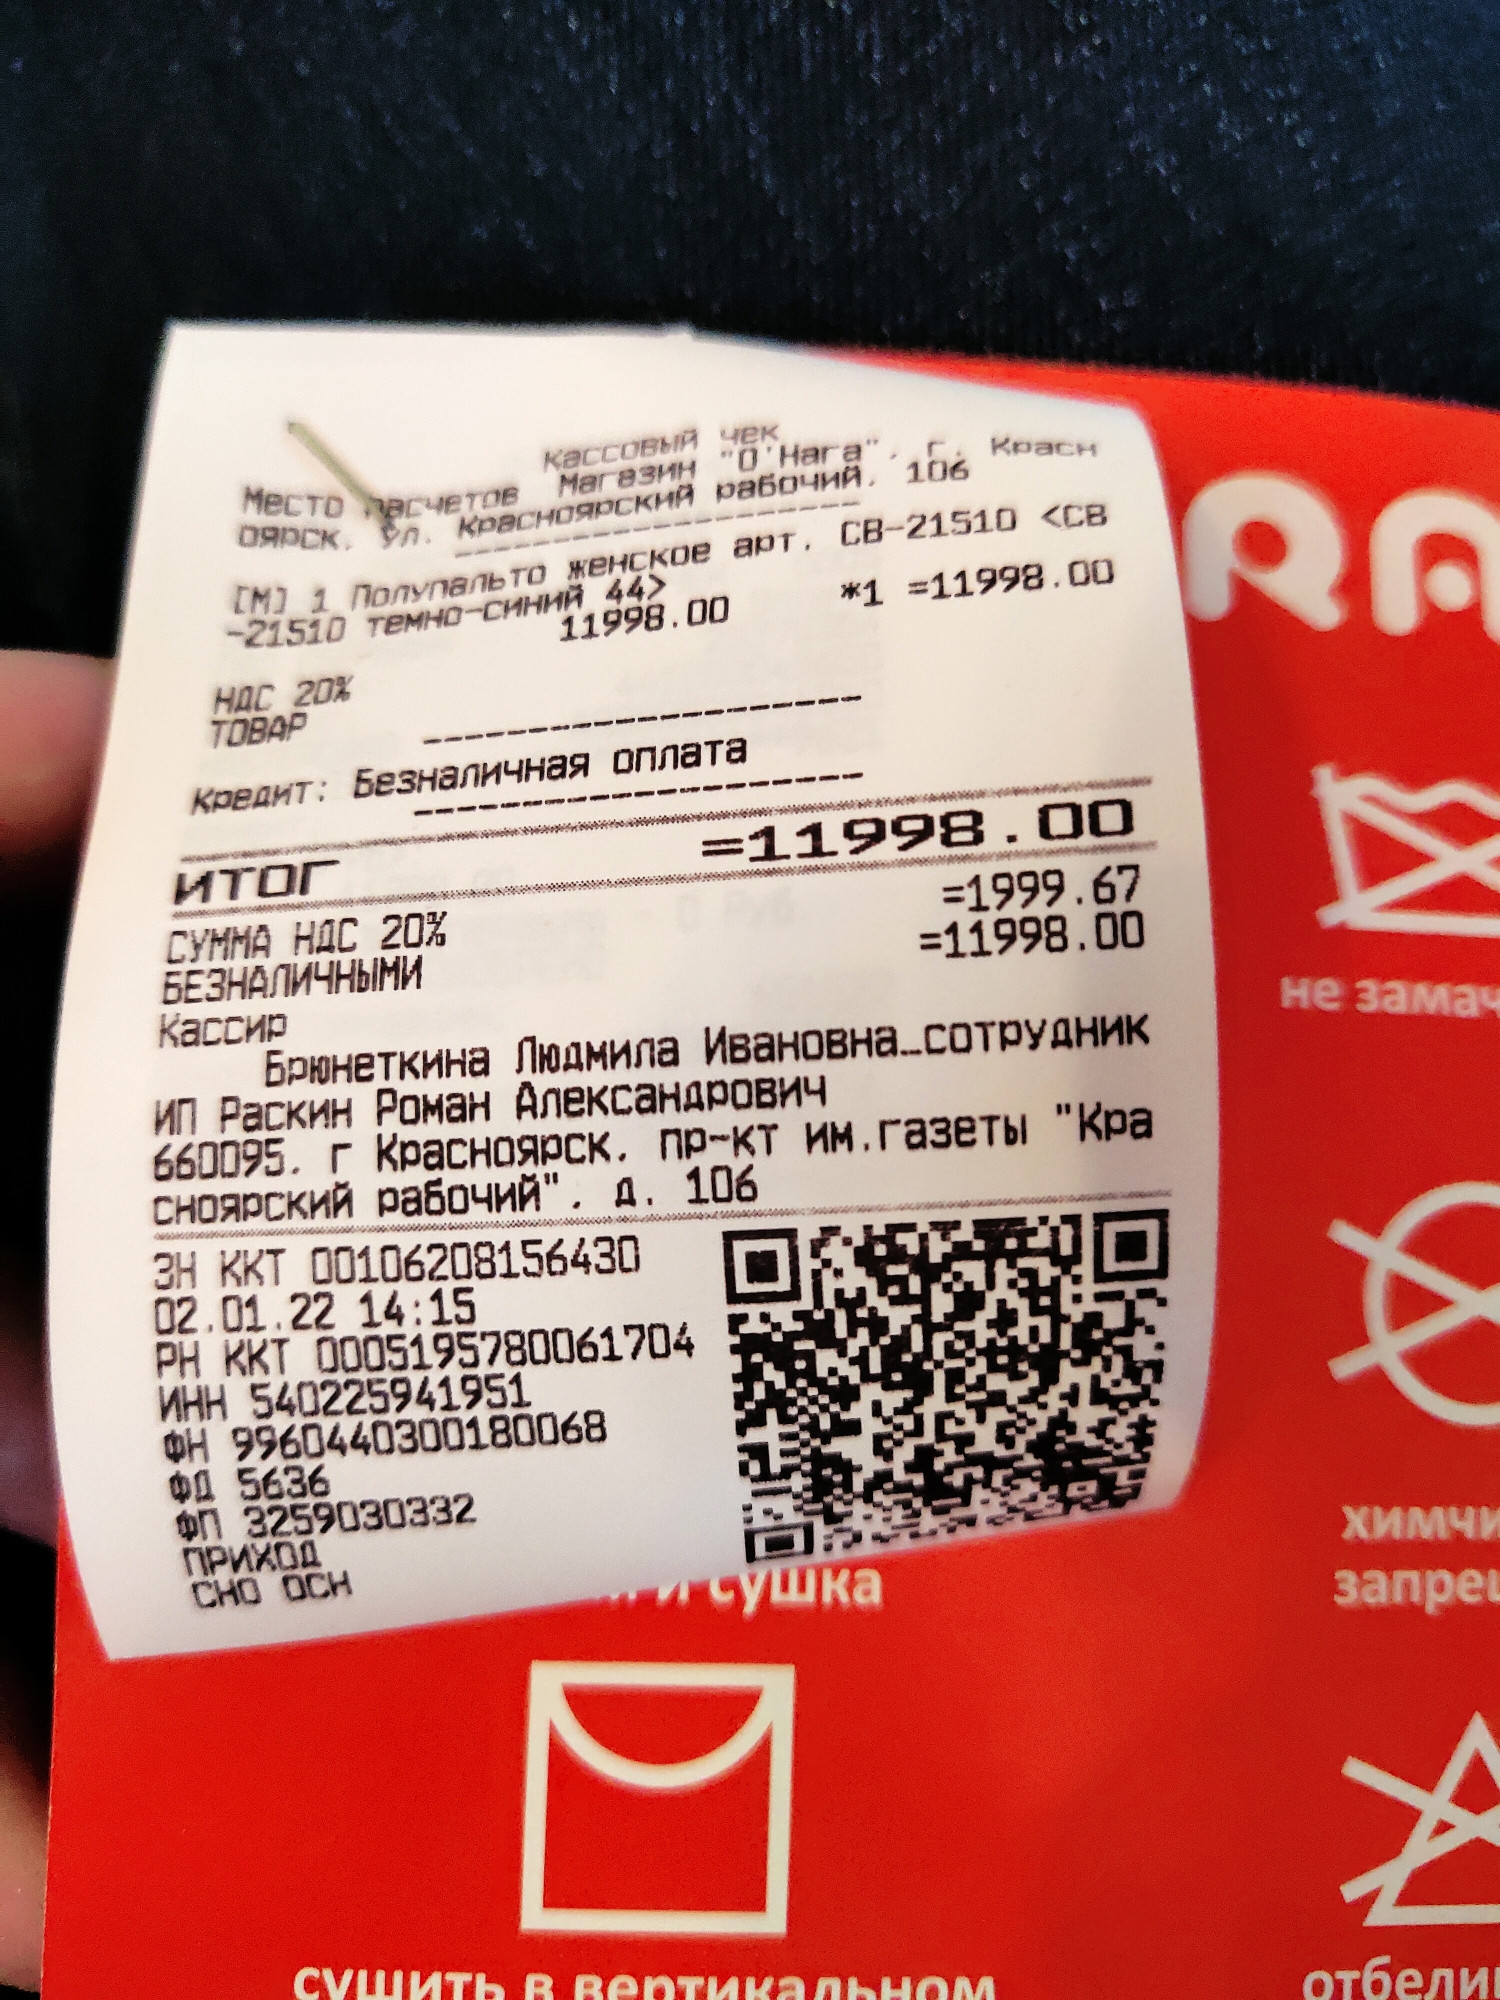 кассовый чек
Место расчетов Магазин "O'Hara", г. Красн
оярск, ул. Красноярский рабочий, 106
[М] 1 Полупальто женское арт. СВ-21510 <СВ
-21510 темно-синий 44>
11998.00 *1 =11998.00
НДС 20%
ТОВАР
Кредит: Безналичная оплата
ИТОГ =11998.00
СУММА НДС 20% =1999.67
БЕЗНАЛИЧНЫМИ =11998.00
Кассир
Брюнеткина Людмила Ивановна_сотрудник
ИП Раскин Роман Александрович
660095, г Красноярск, пр-кт им.газеты "Кра
сноярский рабочий", д. 106
ЗН ККТ 00106208156430
02.01.22 14:15
РН ККТ 0005195780061704
ИНН 540225941951
ФН 9960440300180068
ФД 5636
ФП 3259030332
ПРИХОД
СНО ОСН
RA
не замач
химчи
запрещ
и сушка
сушить в вертикальном
отбели